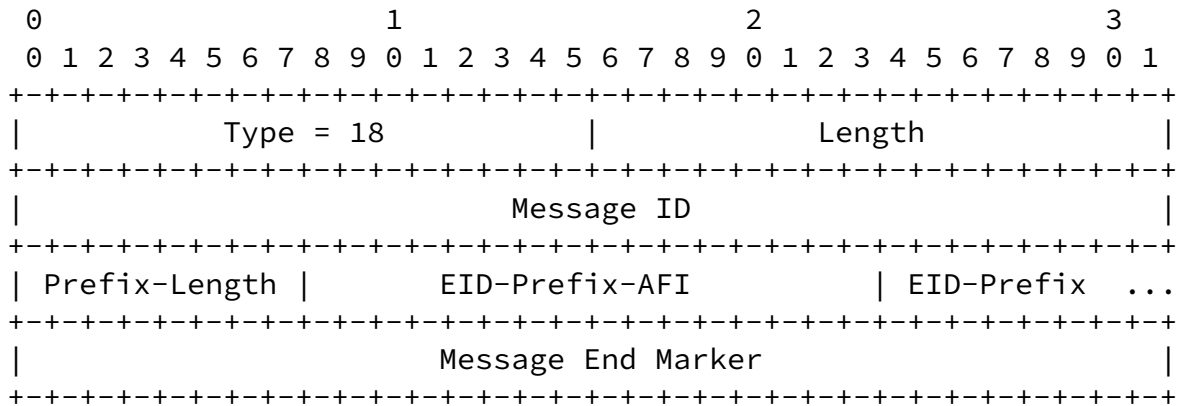 0                   1                   2                   3
 0 1 2 3 4 5 6 7 8 9 0 1 2 3 4 5 6 7 8 9 0 1 2 3 4 5 6 7 8 9 0 1
+-+-+-+-+-+-+-+-+-+-+-+-+-+-+-+-+-+-+-+-+-+-+-+-+-+-+-+-+-+-+-+-+
|           Type = 18           |            Length             |
+-+-+-+-+-+-+-+-+-+-+-+-+-+-+-+-+-+-+-+-+-+-+-+-+-+-+-+-+-+-+-+-+
|                           Message ID                          |
+-+-+-+-+-+-+-+-+-+-+-+-+-+-+-+-+-+-+-+-+-+-+-+-+-+-+-+-+-+-+-+-+
| Prefix-Length |       EID-Prefix-AFI          | EID-Prefix  ...
+-+-+-+-+-+-+-+-+-+-+-+-+-+-+-+-+-+-+-+-+-+-+-+-+-+-+-+-+-+-+-+-+
|                       Message End Marker                      |
+-+-+-+-+-+-+-+-+-+-+-+-+-+-+-+-+-+-+-+-+-+-+-+-+-+-+-+-+-+-+-+-+